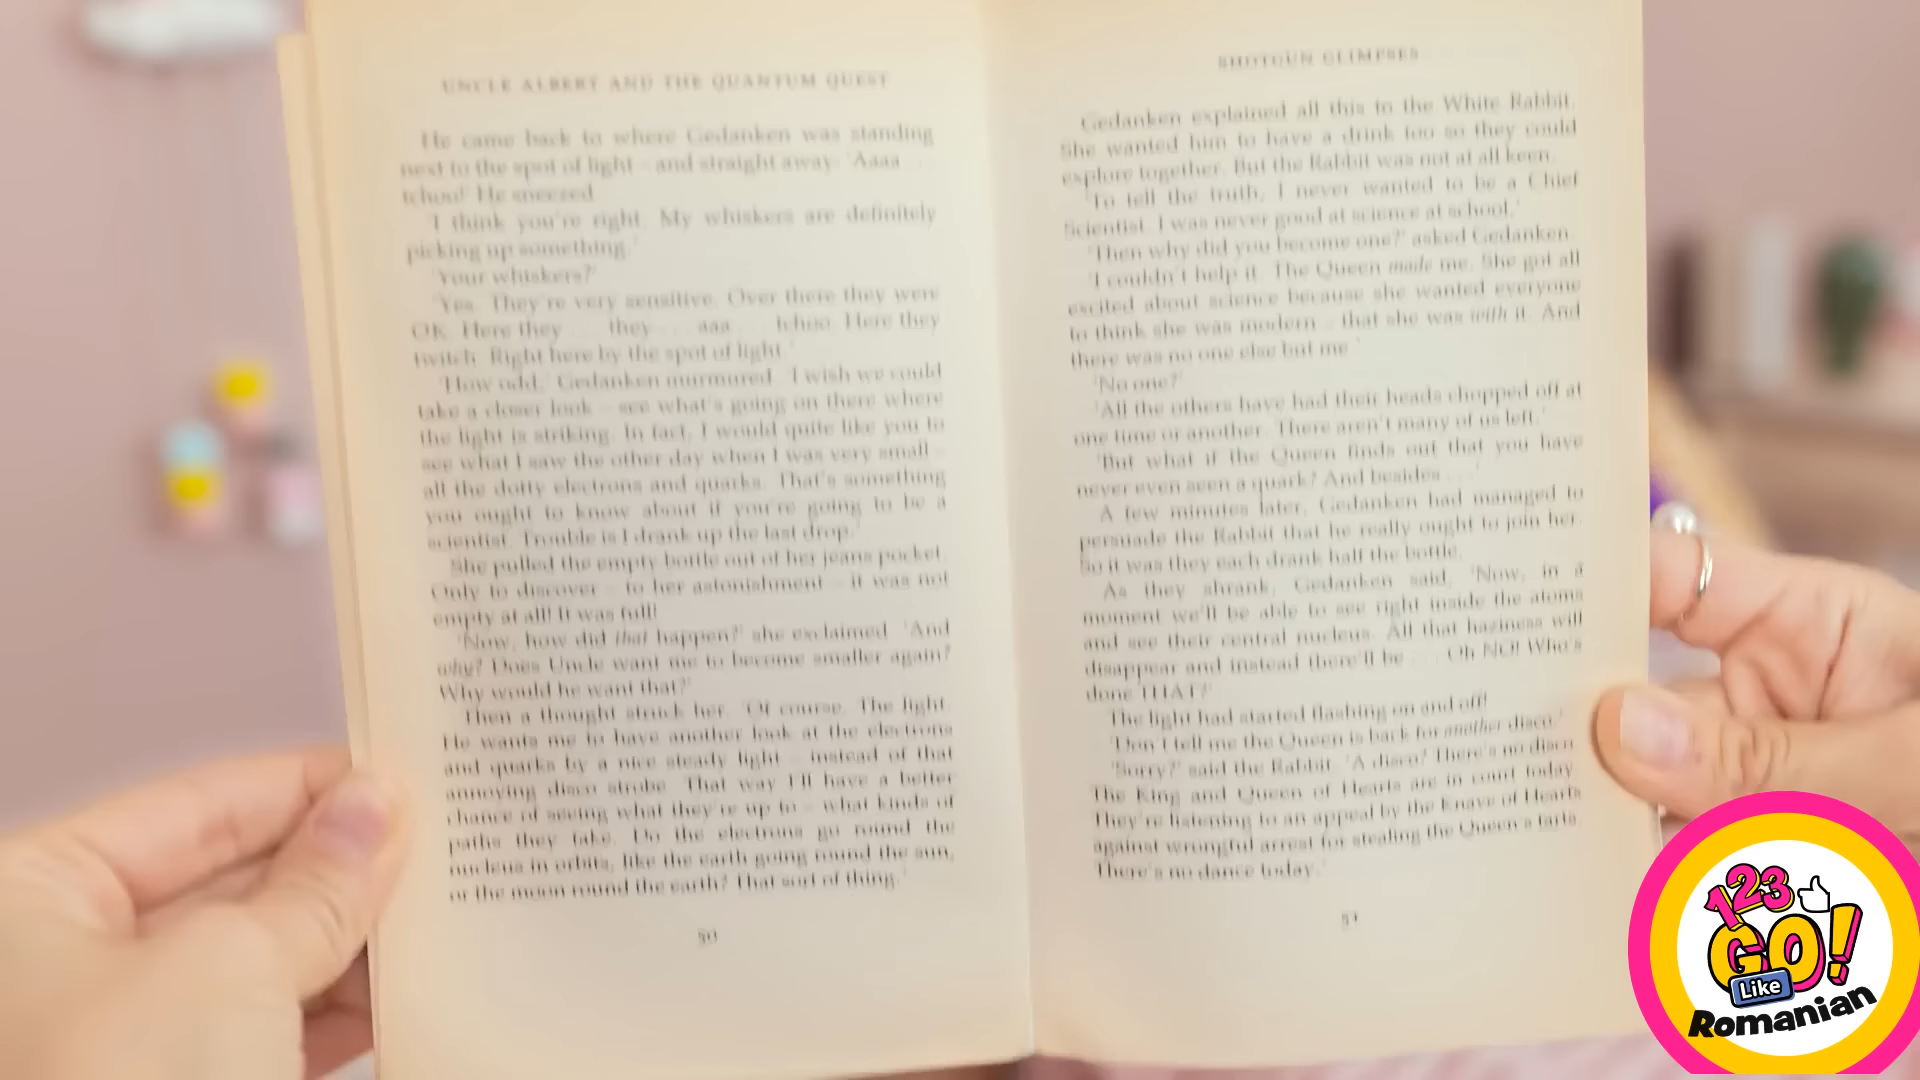 UNCLE ALBERT AND THE QUANTUM QUEST
He came back to where Gedanken was standing
next to the spot of light – and straight away: 'Aaaa . . .
tchoo!' He sneezed.
'I think you're right. My whiskers are definitely
picking up something.'
'Your whiskers?'
'Yes. They're very sensitive. Over there they were
OK. Here they . . . they . . . aaa . . . tchoo. Here they
twitch. Right here by the spot of light.'
'How odd,' Gedanken murmured. 'I wish we could
take a closer look – see what's going on there where
the light is striking. In fact, I would quite like you to
see what I saw the other day when I was very small –
all the dotty electrons and quarks. That's something
you ought to know about if you're going to be a
scientist. Trouble is I drank up the last drop.'
She pulled the empty bottle out of her jeans pocket.
Only to discover – to her astonishment – it was not
empty at all! It was full!
'Now, how did that happen?' she exclaimed. 'And
why? Does Uncle want me to become smaller again?
Why would he want that?'
Then a thought struck her. 'Of course. The light.
He wants me to have another look at the electrons
and quarks by a nice steady light – instead of that
annoying disco strobe. That way I'll have a better
chance of seeing what they're up to – what kinds of
paths they take. Do the electrons go round the
nucleus in orbits, like the earth going round the sun,
or the moon round the earth? That sort of thing.'
50
SHOTGUN GLIMPSES
Gedanken explained all this to the White Rabbit.
She wanted him to have a drink too so they could
explore together. But the Rabbit was not at all keen.
'To tell the truth, I never wanted to be a Chief
Scientist. I was never good at science at school.'
'Then why did you become one?' asked Gedanken.
'I couldn't help it. The Queen made me. She got all
excited about science because she wanted everyone
to think she was modern – that she was with it. And
there was no one else but me.'
'No one?'
'All the others have had their heads chopped off at
one time or another. There aren't many of us left.'
'But what if the Queen finds out that you have
never even seen a quark? And besides . . .'
A few minutes later, Gedanken had managed to
persuade the Rabbit that he really ought to join her.
So it was they each drank half the bottle.
As they shrank, Gedanken said, 'Now, in a
moment we'll be able to see right inside the atoms
and see their central nucleus. All that haziness will
disappear and instead there'll be . . . Oh NO! Who's
done THAT?'
The light had started flashing on and off!
'Don't tell me the Queen is back for another disco.'
'Sorry?' said the Rabbit. 'A disco? There's no disco.
The King and Queen of Hearts are in court today.
They're listening to an appeal by the Knave of Hearts
against wrongful arrest for stealing the Queen's tarts.
There's no dance today.'
51
123
GO!
Like
Romanian